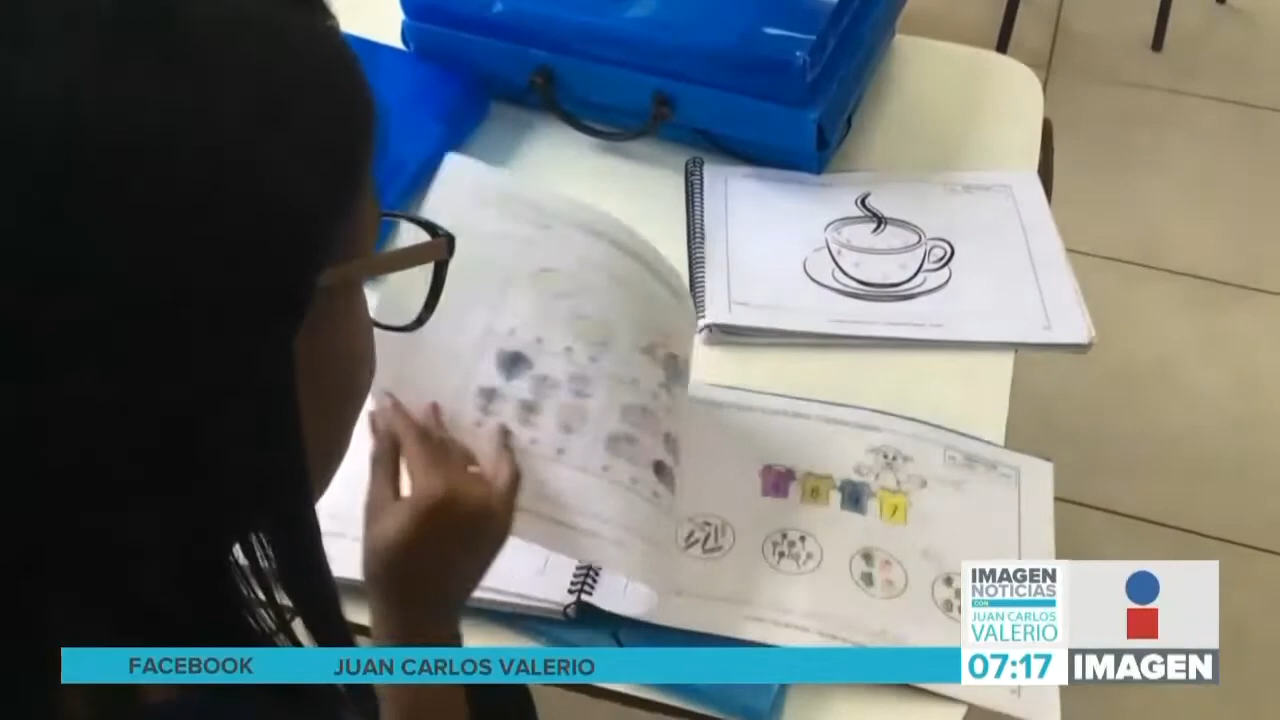 IMAGEN
NOTICIAS
CON
JUAN CARLOS
VALERIO
FACEBOOK JUAN CARLOS VALERIO
07:17 IMAGEN